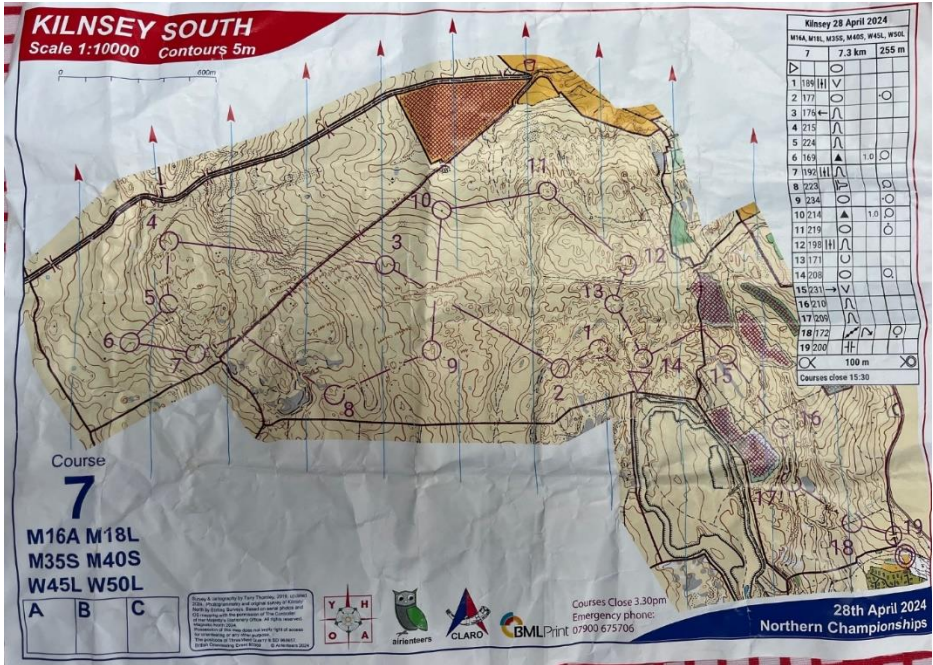 KILNSEY SOUTH
Scale 1:10000 Contours 5m
0 600m
Kilnsey 28 April 2024
M16A, M18L, M35S, M40S, W45L, W50L
7 7.3 km 255 m
1 189
2 177
3 176
4 215
5 224
6 169 1.0
7 192
8 223
9 234
10 214 1.0
11 219
12 198
13 171
14 208
15 231
16 210
17 209
18 172
19 200
100 m
Courses close 15:30
11
10
4
3
12
5
13
6
7
1
14
9
2
15
8
16
17
18
19
Course
7
M16A M18L
M35S M40S
W45L W50L
A B C
Y H
O A
airienteers
CLARO
BML Print
Courses Close 3.30pm
Emergency phone:
07900 675706
28th April 2024
Northern Championships